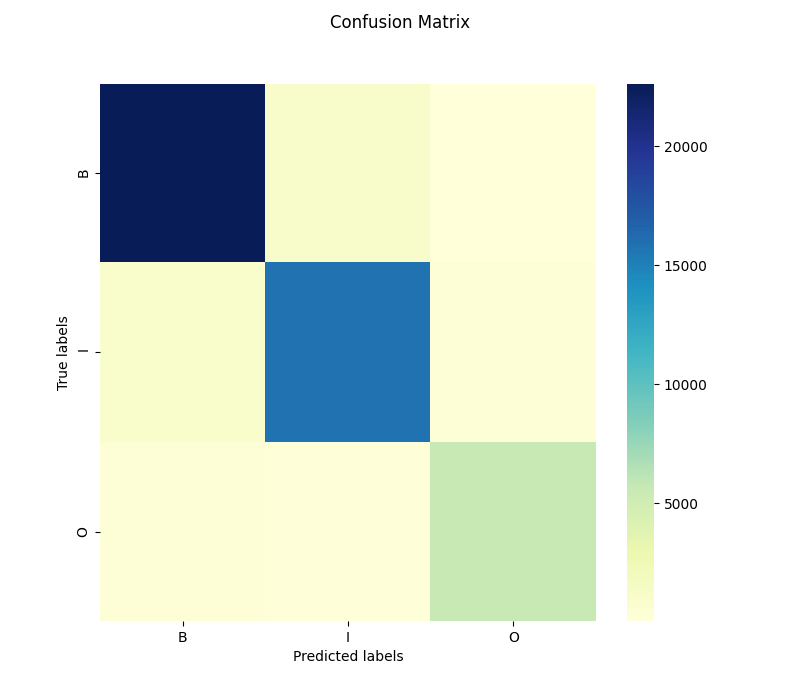 Confusion Matrix
True labels
B
I
O
B
I
O
Predicted labels
20000
15000
10000
5000